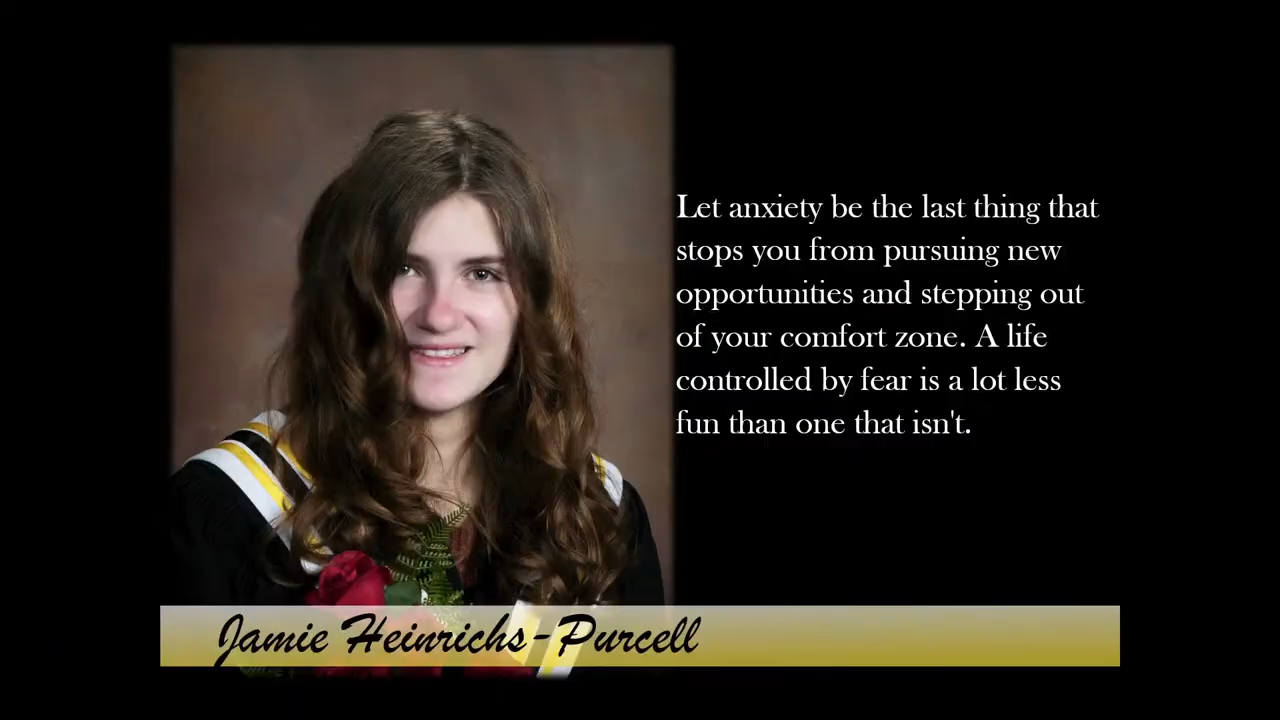 Let anxiety be the last thing that
stops you from pursuing new
opportunities and stepping out
of your comfort zone. A life
controlled by fear is a lot less
fun than one that isn't.
Jamie Heinrichs-Purcell